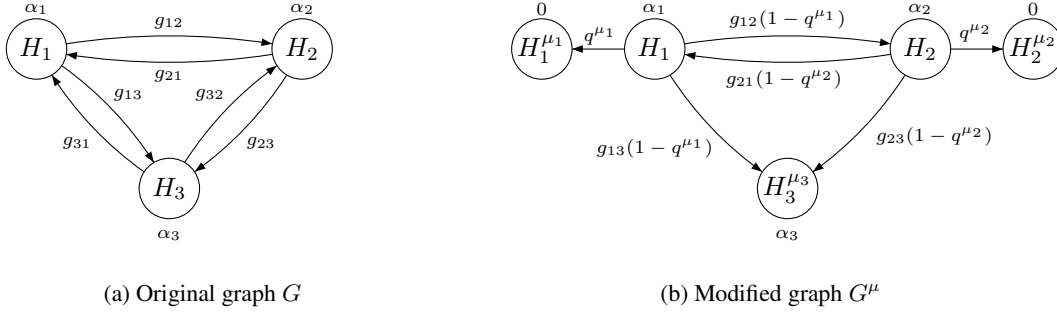 α₁
g₁₂
α₂
H₁
H₂
g₂₁
g₁₃
g₃₂
g₃₁
g₂₃
H₃
α₃
(a) Original graph G
0
α₁
g₁₂(1 − q^{μ₁})
α₂
0
H₁^{μ₁}
q^{μ₁}
H₁
H₂
q^{μ₂}
H₂^{μ₂}
g₂₁(1 − q^{μ₂})
g₁₃(1 − q^{μ₁})
g₂₃(1 − q^{μ₂})
H₃^{μ₃}
α₃
(b) Modified graph G^μ